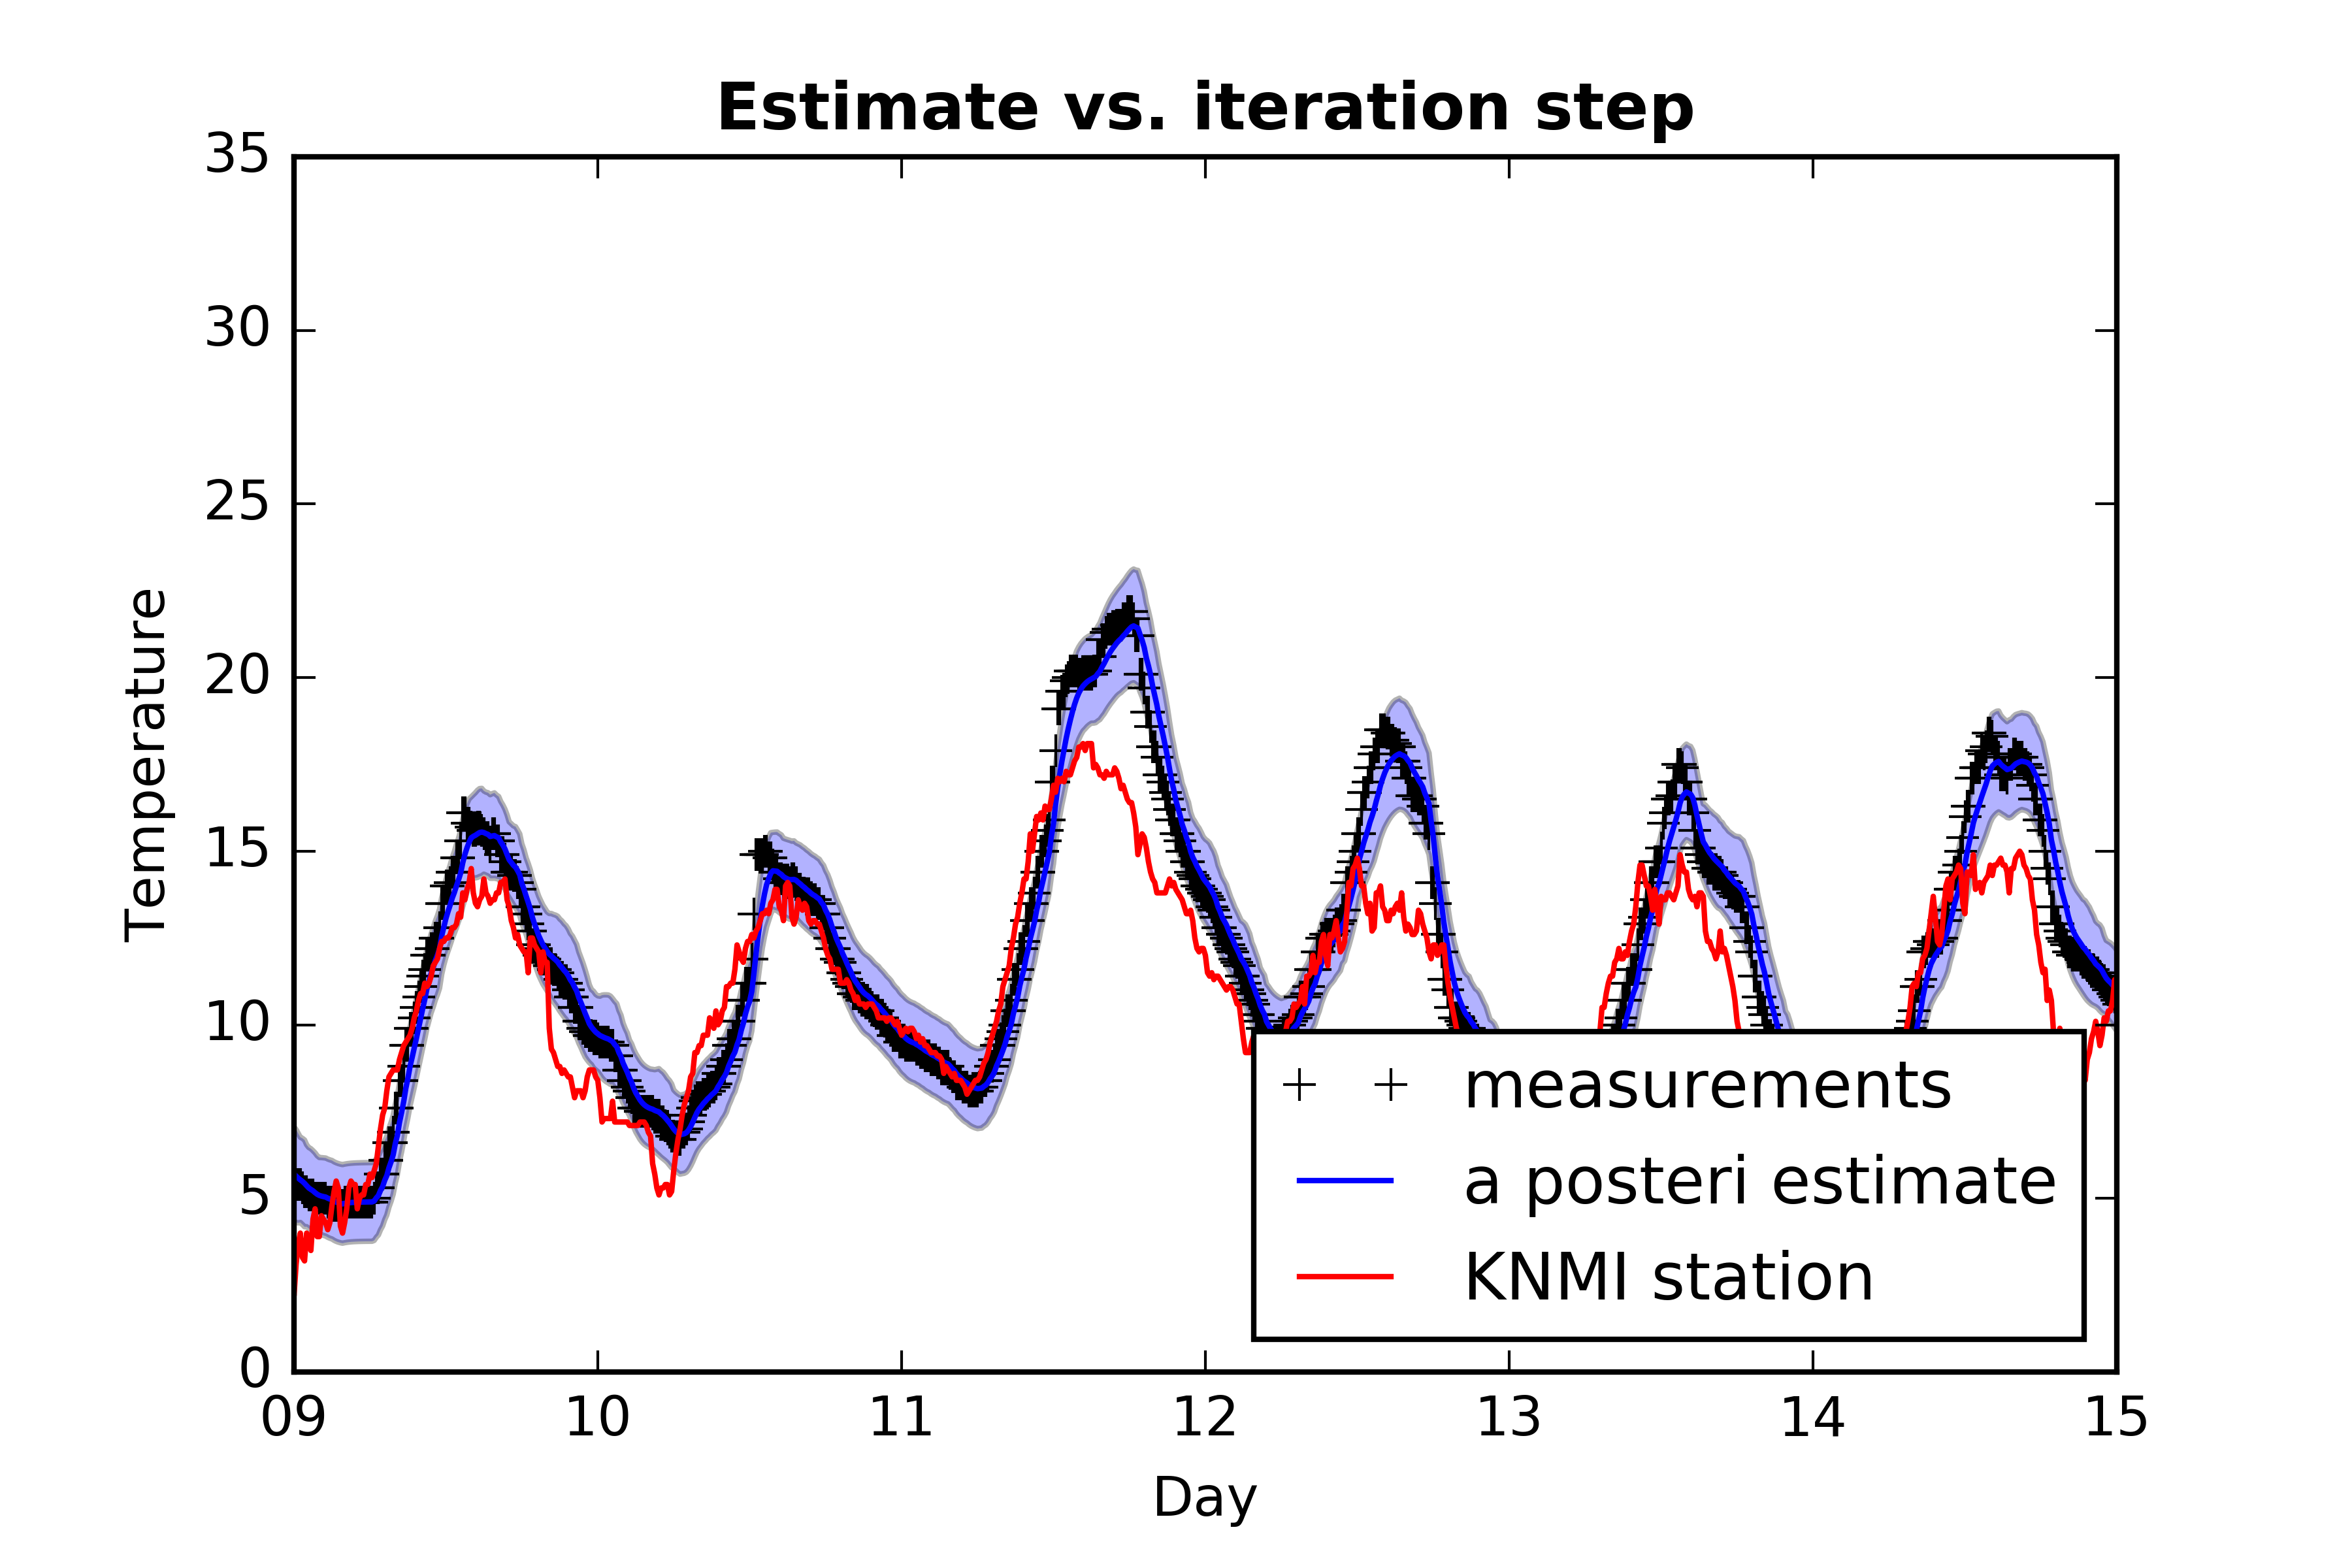 Estimate vs. iteration step
35
30
25
20
15
10
5
0
Temperature
measurements
a posteri estimate
KNMI station
09 10 11 12 13 14 15
Day